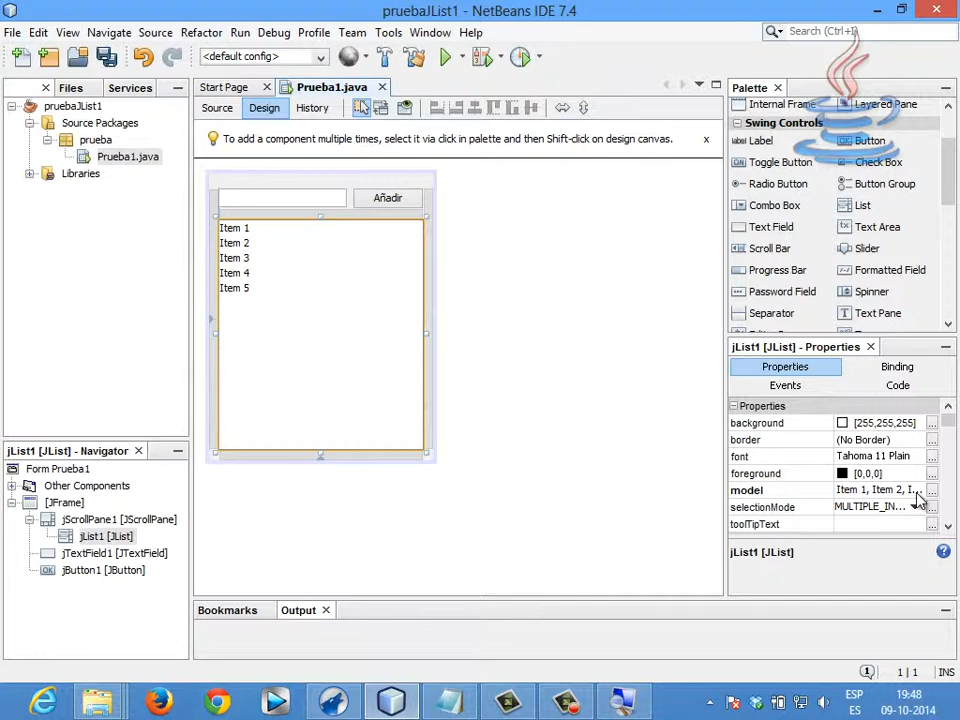 pruebaJList1 - NetBeans IDE 7.4
File Edit View Navigate Source Refactor Run Debug Profile Team Tools Window Help
Search (Ctrl+I)
<default config>
Files Services
Start Page
Prueba1.java
Palette
Source Design History
To add a component multiple times, select it via click in palette and then Shift-click on design canvas. x
pruebaJList1
Source Packages
prueba
Prueba1.java
Libraries
Internal Frame Layered Pane
Swing Controls
Label Button
Toggle Button Check Box
Radio Button Button Group
Combo Box List
Text Field Text Area
Scroll Bar Slider
Progress Bar Formatted Field
Password Field Spinner
Separator Text Pane
Añadir
Item 1
Item 2
Item 3
Item 4
Item 5
jList1 [JList] - Properties
Properties Binding
Events Code
Properties
background [255,255,255] ...
border (No Border) ...
font Tahoma 11 Plain ...
foreground [0,0,0] ...
model Item 1, Item 2, I... ...
selectionMode MULTIPLE_IN... ...
toolTipText ...
jList1 [JList]
jList1 [JList] - Navigator
Form Prueba1
Other Components
[JFrame]
jScrollPane1 [JScrollPane]
jList1 [JList]
jTextField1 [JTextField]
jButton1 [JButton]
Bookmarks Output
1 | 1 INS
ESP
ES
19:48
09-10-2014